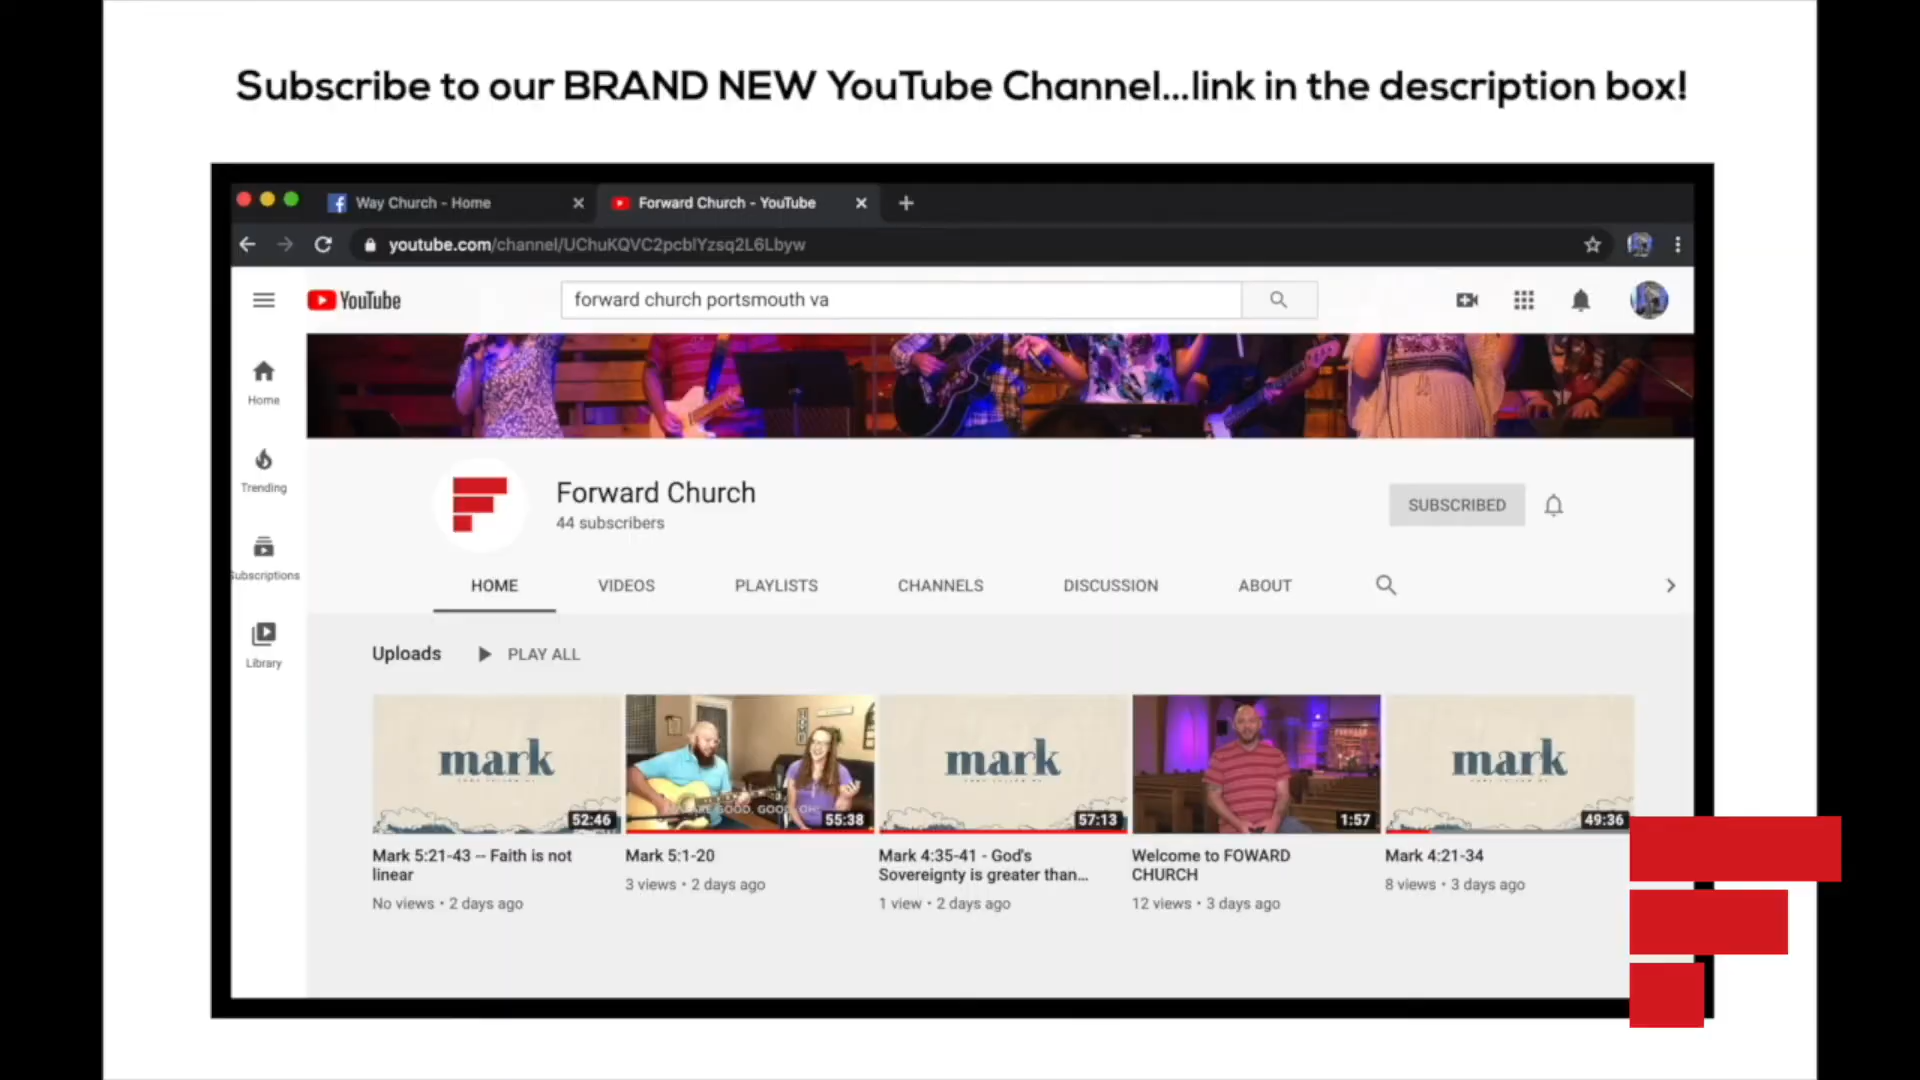 Subscribe to our BRAND NEW YouTube Channel...link in the description box!
Way Church - Home
Forward Church - YouTube
youtube.com/channel/UChuKQVC2pcblYzsq2L6Lbyw
YouTube
forward church portsmouth va
Home
Trending
Subscriptions
Library
Forward Church
44 subscribers
SUBSCRIBED
HOME VIDEOS PLAYLISTS CHANNELS DISCUSSION ABOUT
Uploads PLAY ALL
mark
52:46
GOOD, GOOD, OH!
55:38
mark
57:13
1:57
mark
49:36
Mark 5:21-43 -- Faith is not
linear
No views • 2 days ago
Mark 5:1-20
3 views • 2 days ago
Mark 4:35-41 - God's
Sovereignty is greater than...
1 view • 2 days ago
Welcome to FOWARD
CHURCH
12 views • 3 days ago
Mark 4:21-34
8 views • 3 days ago